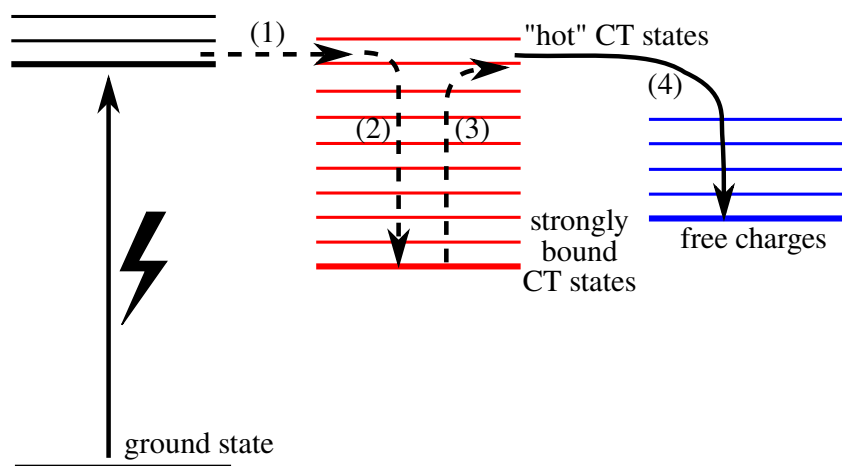 (1)
"hot" CT states
(4)
(2)
(3)
strongly
bound
CT states
free charges
ground state